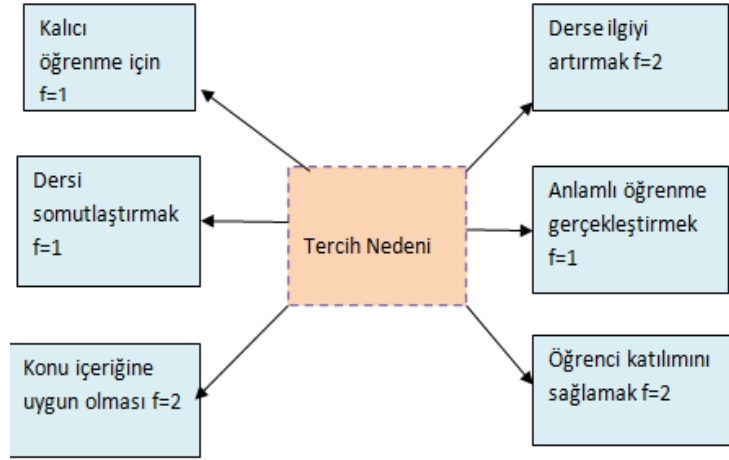 Kalıcı
öğrenme için
f=1
Derse ilgiyi
artırmak f=2
Dersi
somutlaştırmak
f=1
Tercih Nedeni
Anlamlı öğrenme
gerçekleştirmek
f=1
Konu içeriğine
uygun olması f=2
Öğrenci katılımını
sağlamak f=2